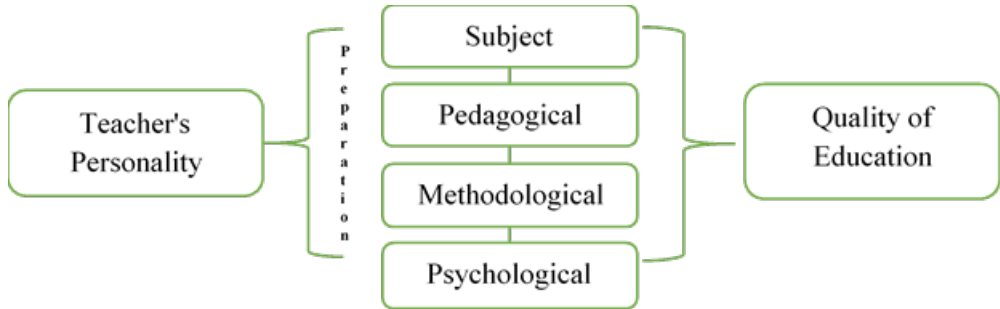 Teacher's
Personality
Preparation
Subject
Pedagogical
Methodological
Psychological
Quality of
Education